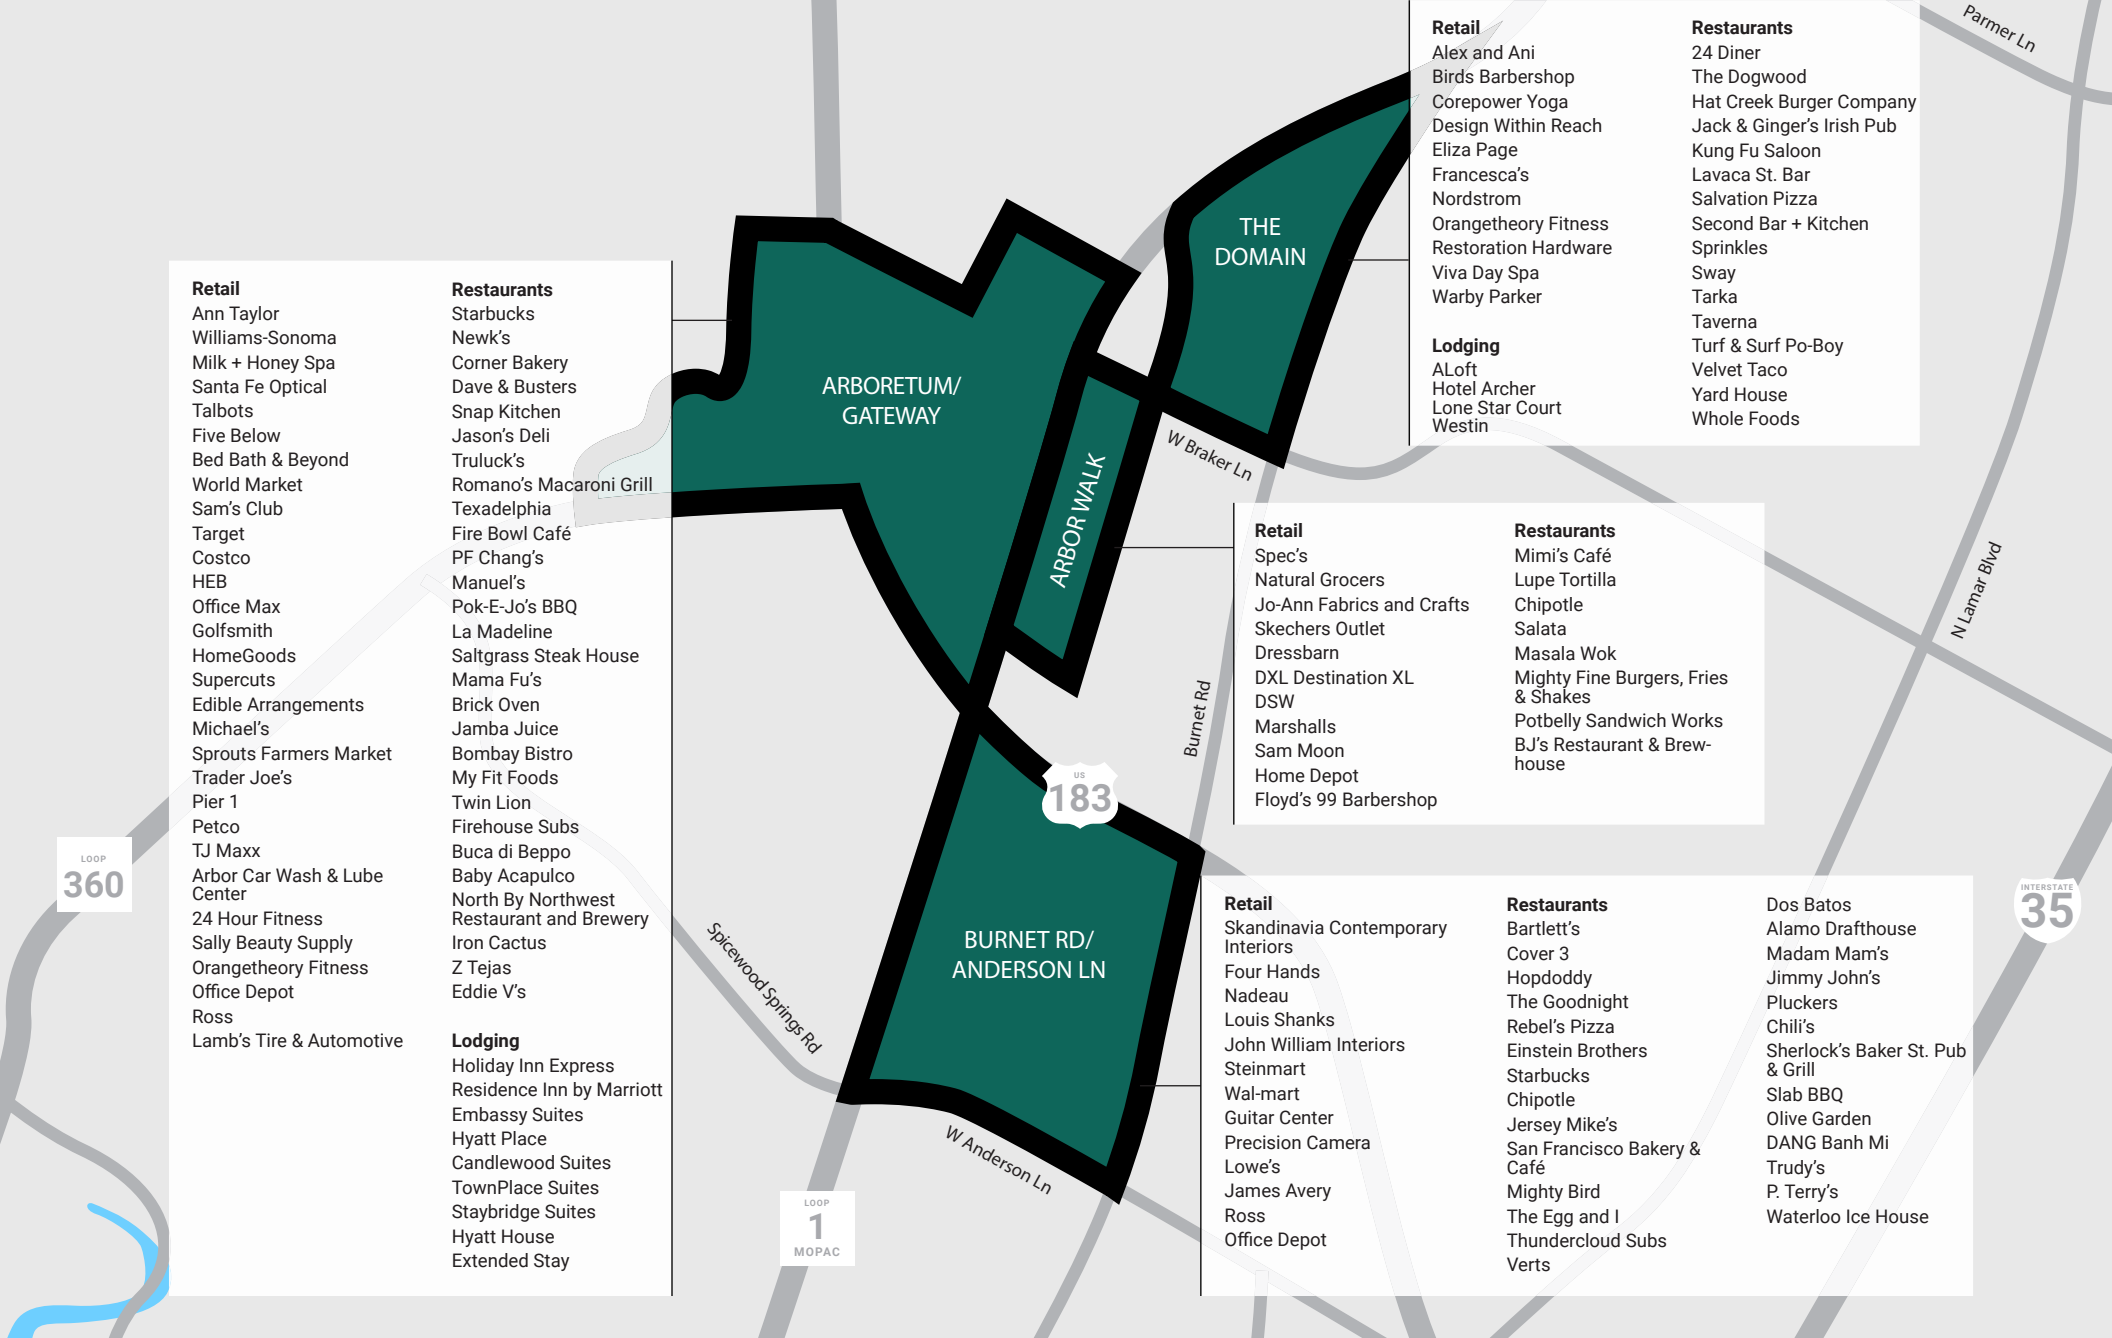 Parmer Ln
Retail
Alex and Ani
Birds Barbershop
Corepower Yoga
Design Within Reach
Eliza Page
Francesca's
Nordstrom
Orangetheory Fitness
Restoration Hardware
Viva Day Spa
Warby Parker
Lodging
ALoft
Hotel Archer
Lone Star Court
Westin
Restaurants
24 Diner
The Dogwood
Hat Creek Burger Company
Jack & Ginger's Irish Pub
Kung Fu Saloon
Lavaca St. Bar
Salvation Pizza
Second Bar + Kitchen
Sprinkles
Sway
Tarka
Taverna
Turf & Surf Po-Boy
Velvet Taco
Yard House
Whole Foods
THE
DOMAIN
ARBORETUM/
GATEWAY
ARBOR WALK
W Braker Ln
Retail
Ann Taylor
Williams-Sonoma
Milk + Honey Spa
Santa Fe Optical
Talbots
Five Below
Bed Bath & Beyond
World Market
Sam's Club
Target
Costco
HEB
Office Max
Golfsmith
HomeGoods
Supercuts
Edible Arrangements
Michael's
Sprouts Farmers Market
Trader Joe's
Pier 1
Petco
TJ Maxx
Arbor Car Wash & Lube
Center
24 Hour Fitness
Sally Beauty Supply
Orangetheory Fitness
Office Depot
Ross
Lamb's Tire & Automotive
Restaurants
Starbucks
Newk's
Corner Bakery
Dave & Busters
Snap Kitchen
Jason's Deli
Truluck's
Romano's Macaroni Grill
Texadelphia
Fire Bowl Café
PF Chang's
Manuel's
Pok-E-Jo's BBQ
La Madeline
Saltgrass Steak House
Mama Fu's
Brick Oven
Jamba Juice
Bombay Bistro
My Fit Foods
Twin Lion
Firehouse Subs
Buca di Beppo
Baby Acapulco
North By Northwest
Restaurant and Brewery
Iron Cactus
Z Tejas
Eddie V's
Lodging
Holiday Inn Express
Residence Inn by Marriott
Embassy Suites
Hyatt Place
Candlewood Suites
TownPlace Suites
Staybridge Suites
Hyatt House
Extended Stay
Retail
Spec's
Natural Grocers
Jo-Ann Fabrics and Crafts
Skechers Outlet
Dressbarn
DXL Destination XL
DSW
Marshalls
Sam Moon
Home Depot
Floyd's 99 Barbershop
Restaurants
Mimi's Café
Lupe Tortilla
Chipotle
Salata
Masala Wok
Mighty Fine Burgers, Fries
& Shakes
Potbelly Sandwich Works
BJ's Restaurant & Brew-
house
N Lamar Blvd
Burnet Rd
US
183
LOOP
360
INTERSTATE
35
Spicewood Springs Rd
BURNET RD/
ANDERSON LN
W Anderson Ln
LOOP
1
MOPAC
Retail
Skandinavia Contemporary
Interiors
Four Hands
Nadeau
Louis Shanks
John William Interiors
Steinmart
Wal-mart
Guitar Center
Precision Camera
Lowe's
James Avery
Ross
Office Depot
Restaurants
Bartlett's
Cover 3
Hopdoddy
The Goodnight
Rebel's Pizza
Einstein Brothers
Starbucks
Chipotle
Jersey Mike's
San Francisco Bakery &
Café
Mighty Bird
The Egg and I
Thundercloud Subs
Verts
Dos Batos
Alamo Drafthouse
Madam Mam's
Jimmy John's
Pluckers
Chili's
Sherlock's Baker St. Pub
& Grill
Slab BBQ
Olive Garden
DANG Banh Mi
Trudy's
P. Terry's
Waterloo Ice House